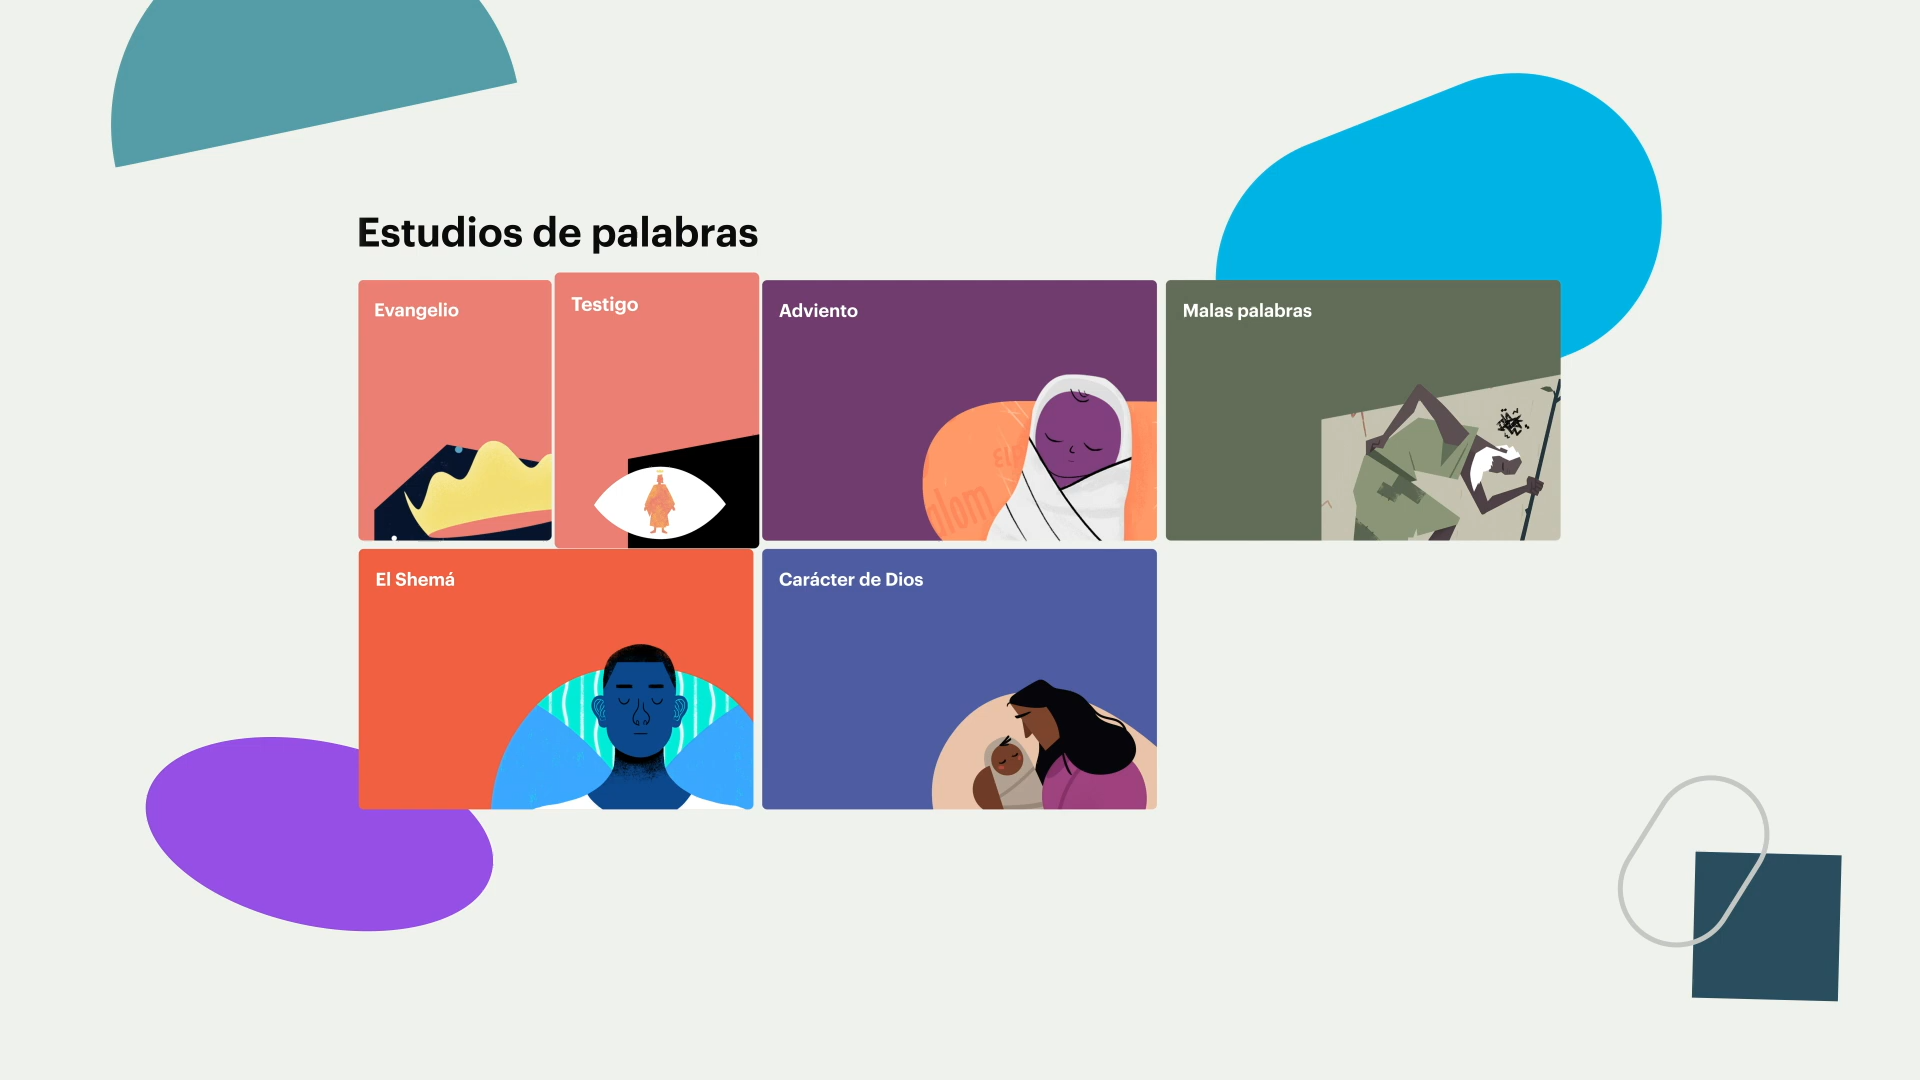 Estudios de palabras
Evangelio
Testigo
Adviento
Malas palabras
El Shemá
Carácter de Dios